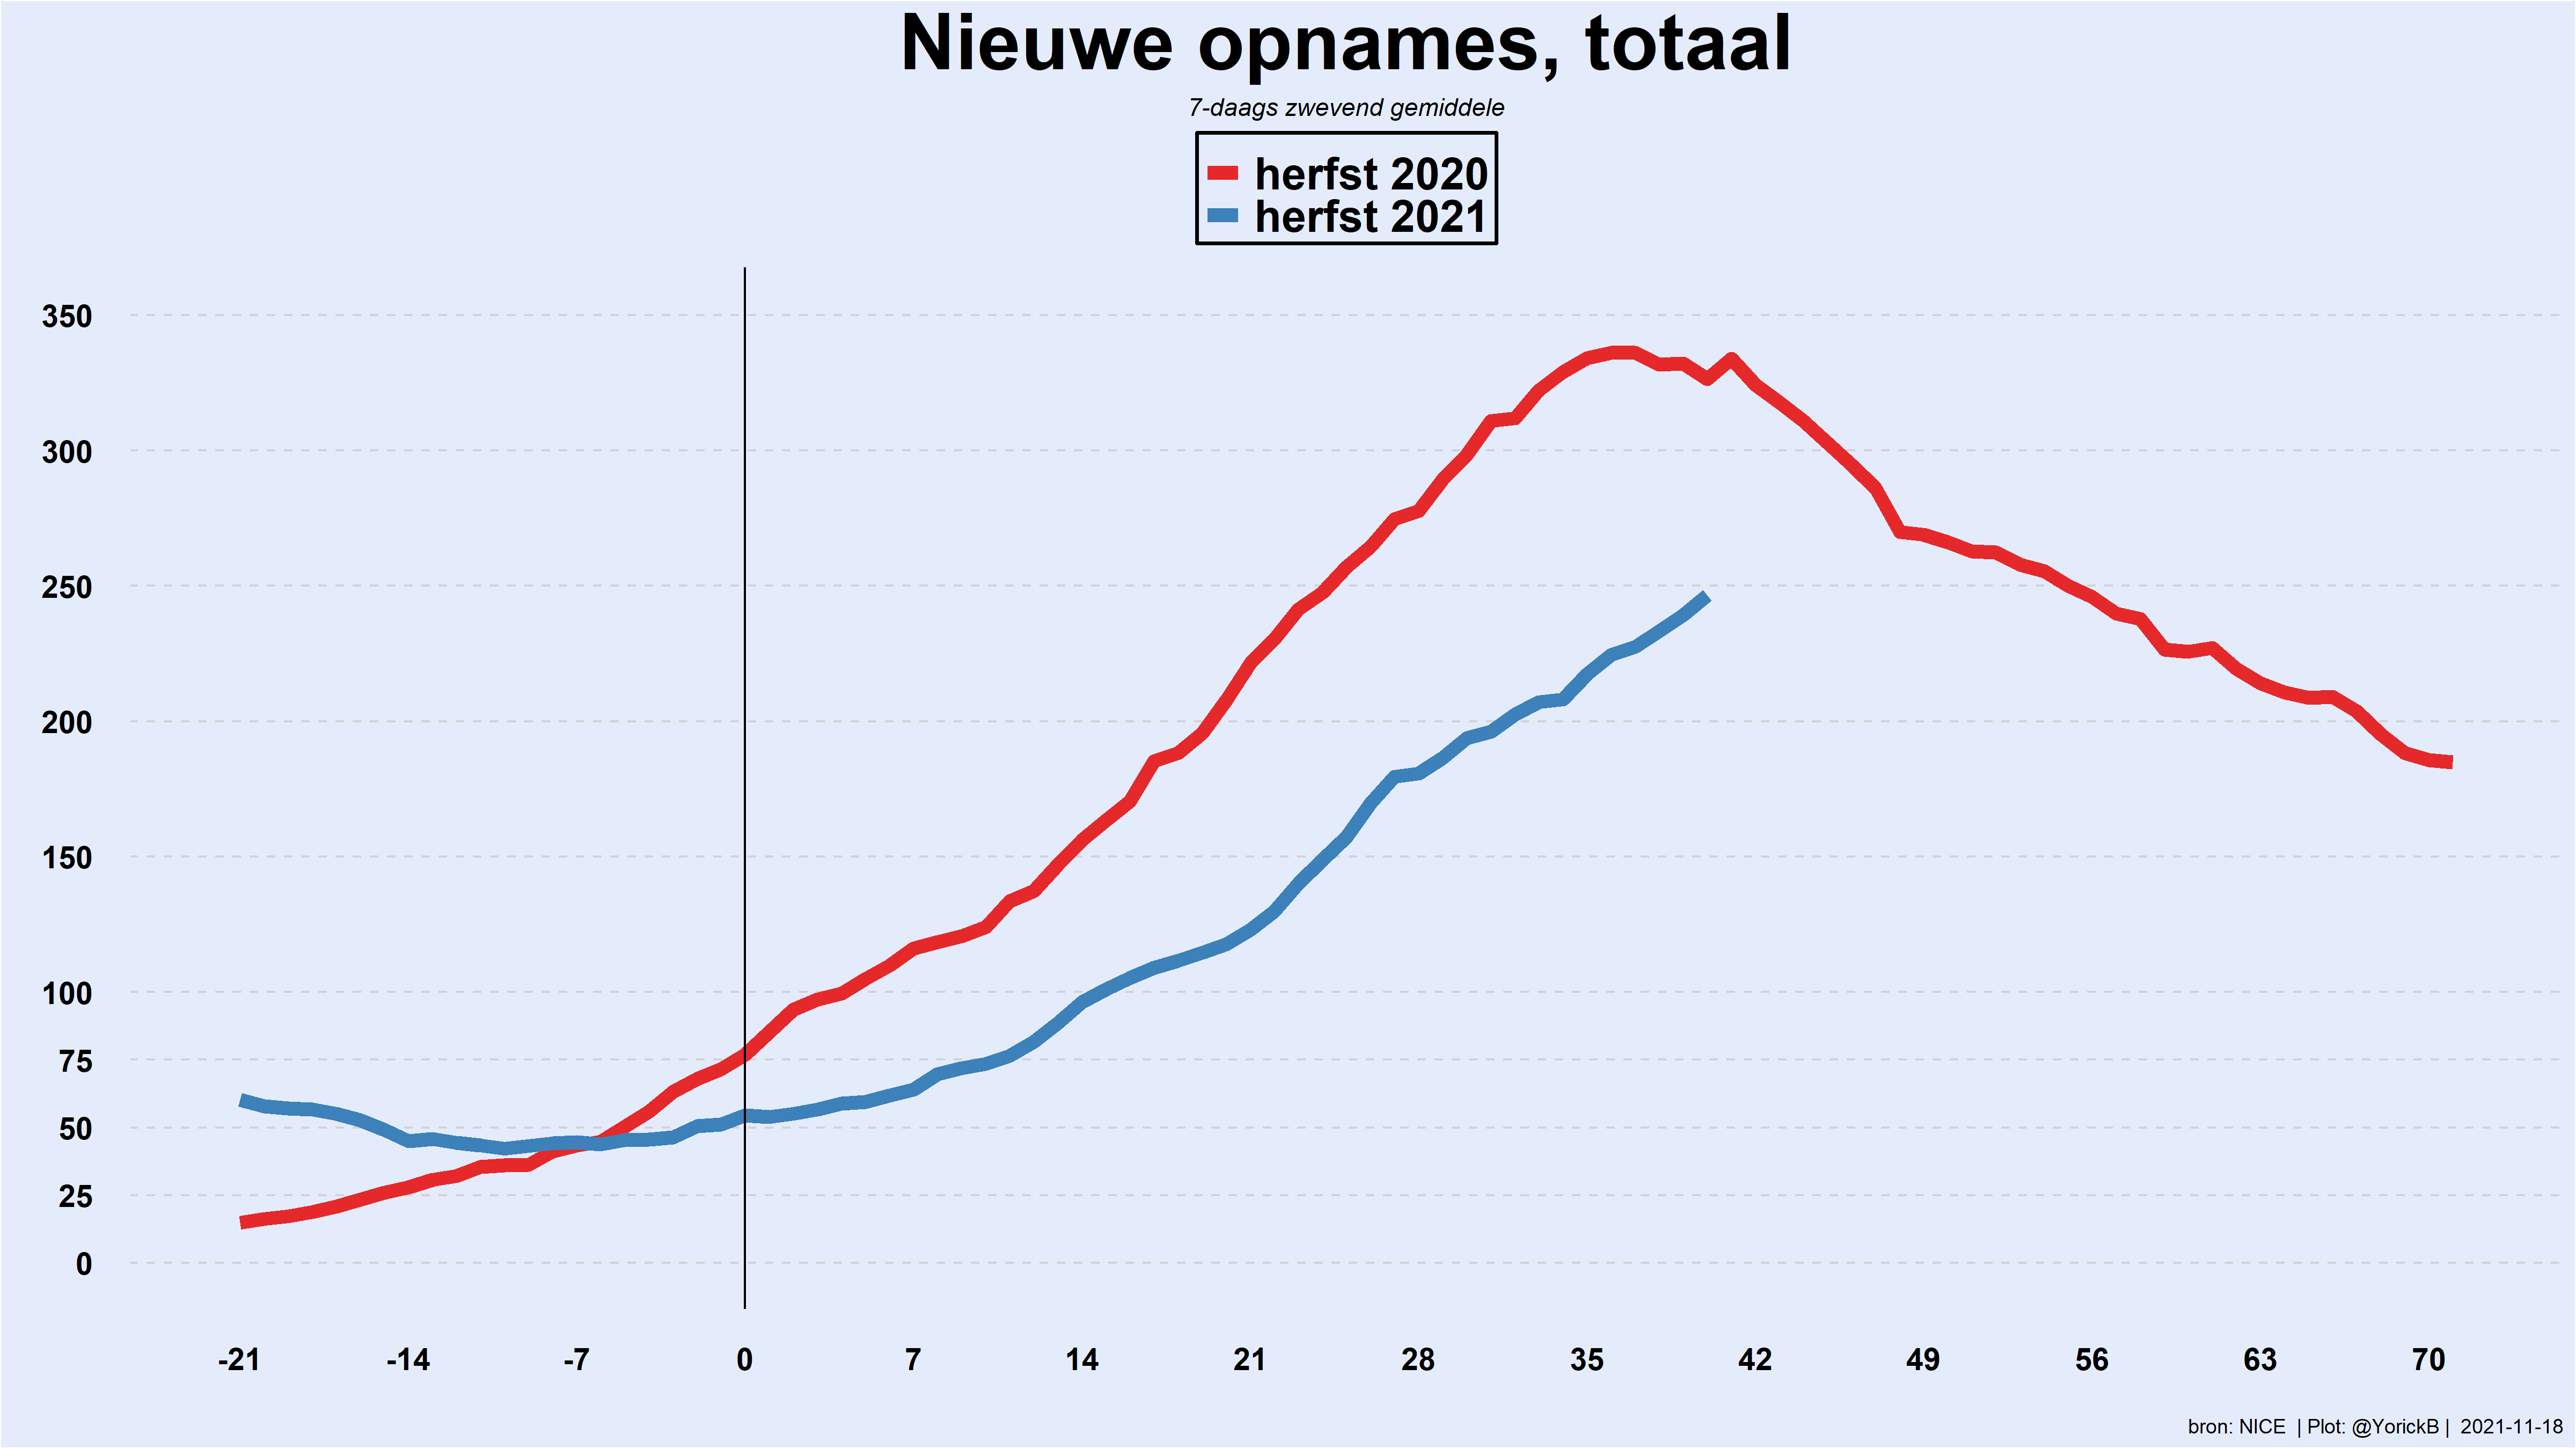 Nieuwe opnames, totaal
7-daags zwevend gemiddele
herfst 2020
herfst 2021
350
300
250
200
150
100
75
50
25
0
-21 -14 -7 0 7 14 21 28 35 42 49 56 63 70
bron: NICE | Plot: @YorickB | 2021-11-18